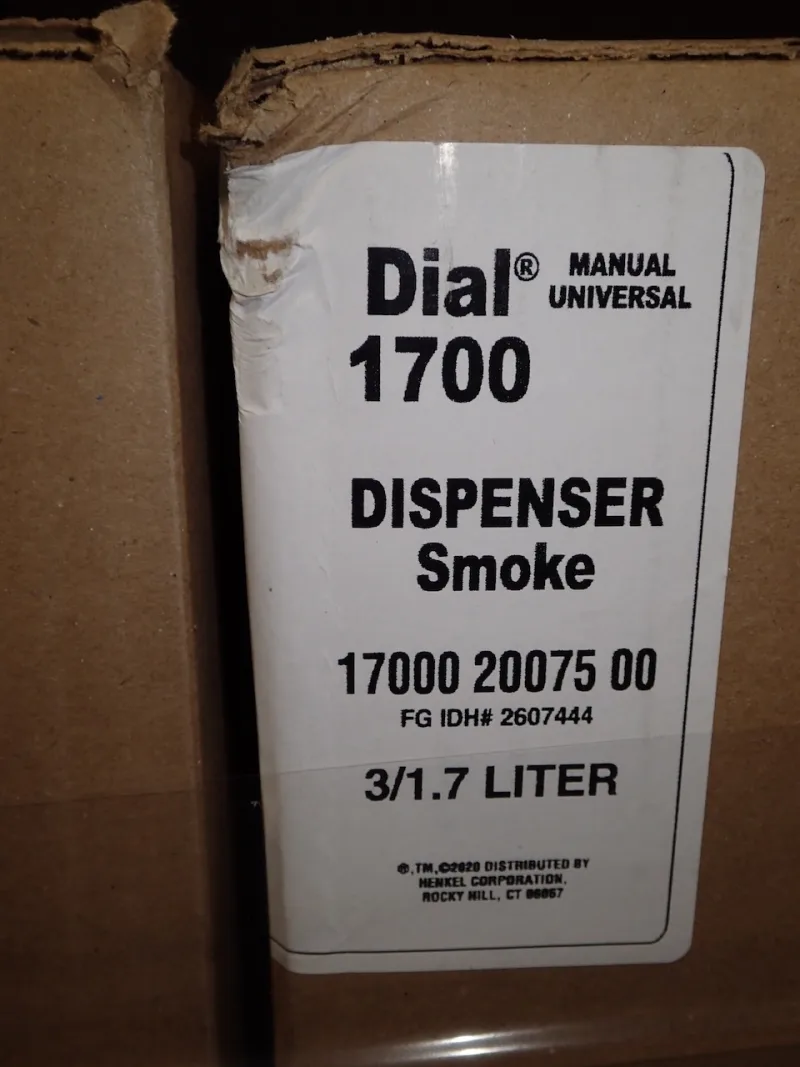 Dial® MANUAL UNIVERSAL
1700
DISPENSER
Smoke
17000 20075 00
FG IDH# 2607444
3/1.7 LITER
®,TM,©2020 DISTRIBUTED BY
HENKEL CORPORATION,
ROCKY HILL, CT 06067